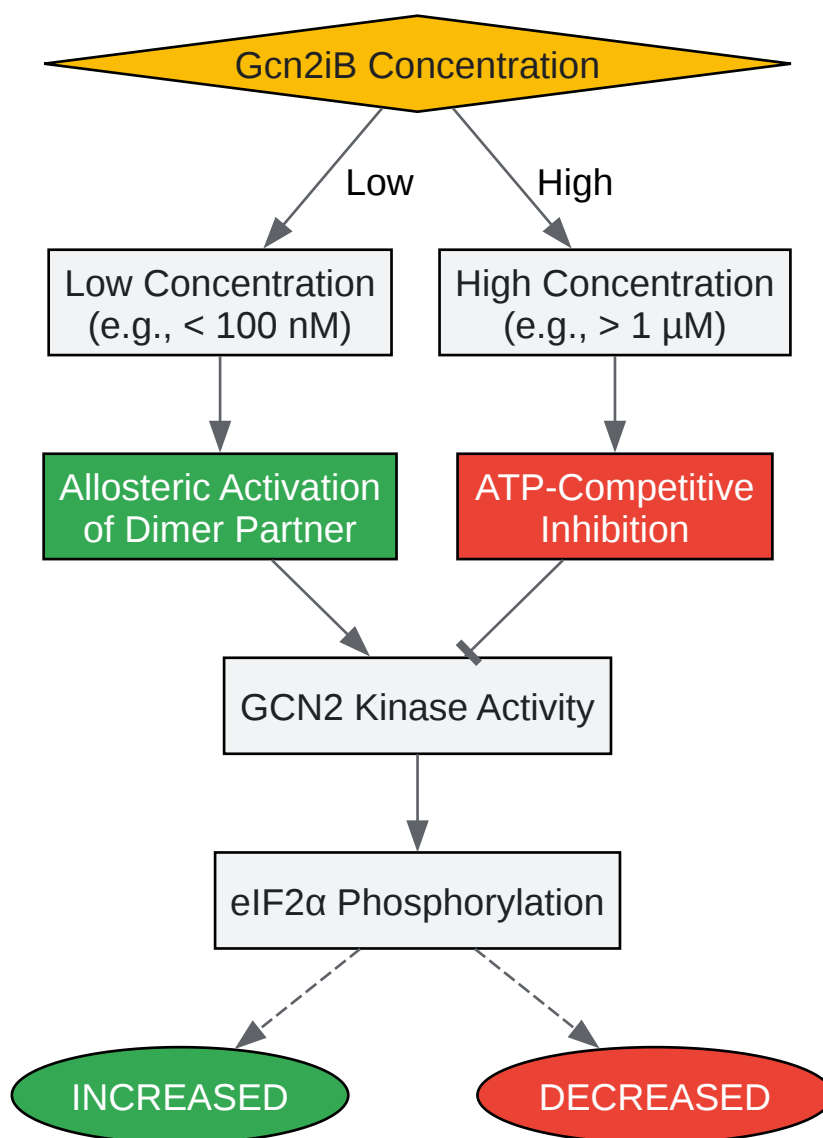 Gcn2iB Concentration
Low
High
Low Concentration
(e.g., < 100 nM)
High Concentration
(e.g., > 1 µM)
Allosteric Activation
of Dimer Partner
ATP-Competitive
Inhibition
GCN2 Kinase Activity
eIF2α Phosphorylation
INCREASED
DECREASED